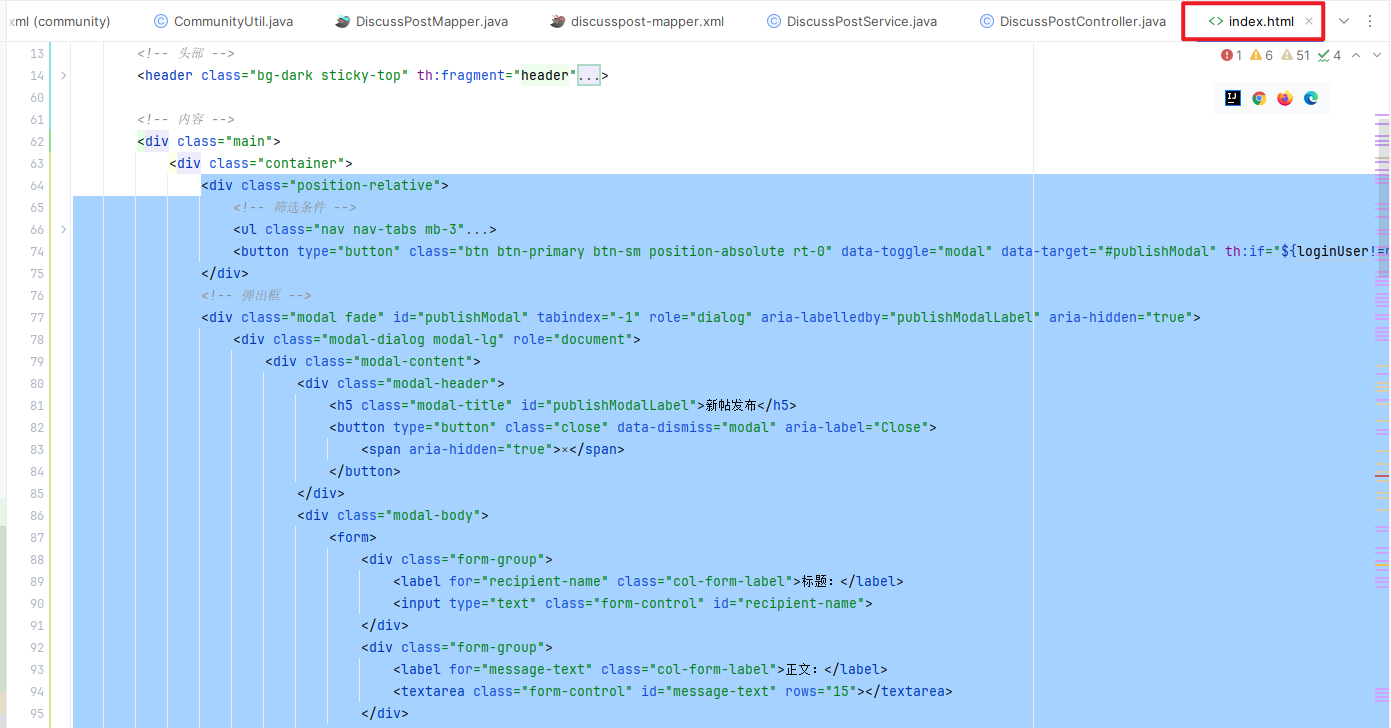 xml (community) CommunityUtil.java DiscussPostMapper.java discusspost-mapper.xml DiscussPostService.java DiscussPostController.java <> index.html ×
1 6 51 4
13 <!-- 头部 -->
14 <header class="bg-dark sticky-top" th:fragment="header"...>
60
61 <!-- 内容 -->
62 <div class="main">
63 <div class="container">
64 <div class="position-relative">
65 <!-- 筛选条件 -->
66 <ul class="nav nav-tabs mb-3"...>
74 <button type="button" class="btn btn-primary btn-sm position-absolute rt-0" data-toggle="modal" data-target="#publishModal" th:if="${loginUser!=
75 </div>
76 <!-- 弹出框 -->
77 <div class="modal fade" id="publishModal" tabindex="-1" role="dialog" aria-labelledby="publishModalLabel" aria-hidden="true">
78 <div class="modal-dialog modal-lg" role="document">
79 <div class="modal-content">
80 <div class="modal-header">
81 <h5 class="modal-title" id="publishModalLabel">新帖发布</h5>
82 <button type="button" class="close" data-dismiss="modal" aria-label="Close">
83 <span aria-hidden="true">×</span>
84 </button>
85 </div>
86 <div class="modal-body">
87 <form>
88 <div class="form-group">
89 <label for="recipient-name" class="col-form-label">标题：</label>
90 <input type="text" class="form-control" id="recipient-name">
91 </div>
92 <div class="form-group">
93 <label for="message-text" class="col-form-label">正文：</label>
94 <textarea class="form-control" id="message-text" rows="15"></textarea>
95 </div>